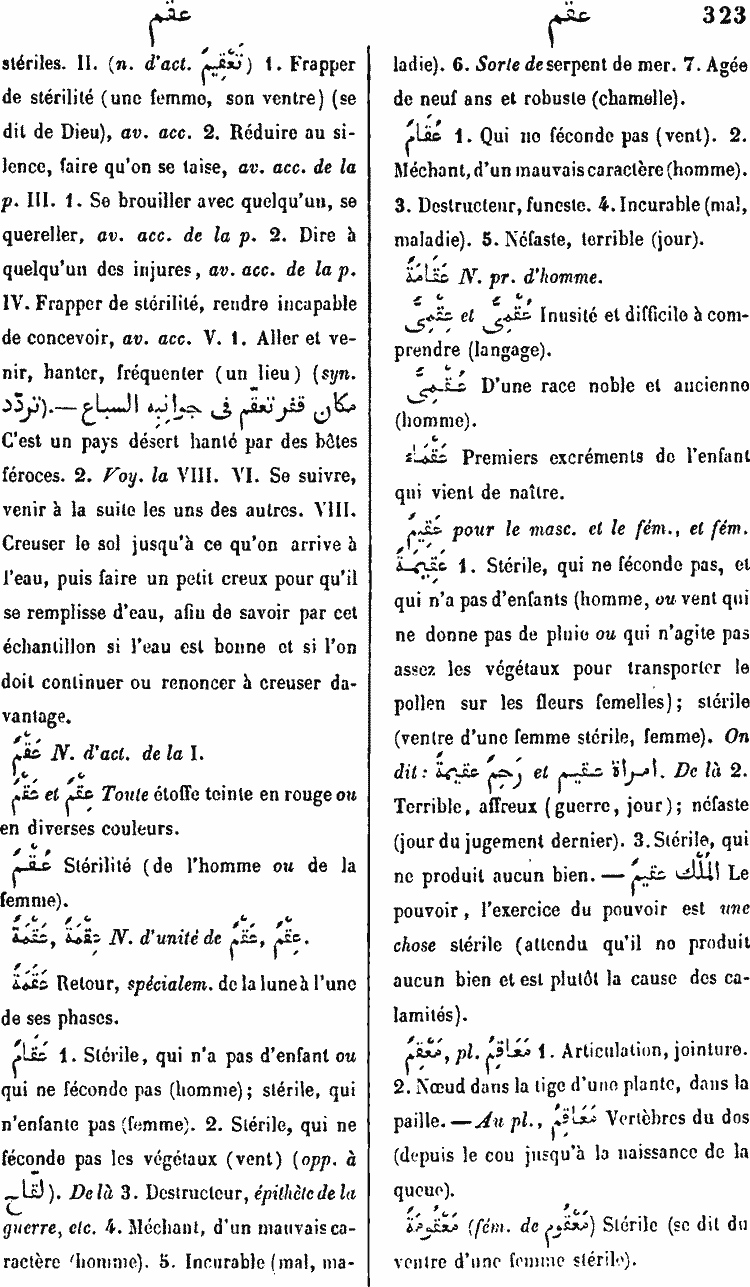 عقم
عقم
323
stériles. II. (n. d'act. تَعْقِيمٌ) 1. Frapper
de stérilité (une femme, son ventre) (se
dit de Dieu), av. acc. 2. Réduire au si-
lence, faire qu'on se taise, av. acc. de la
p. III. 1. Se brouiller avec quelqu'un, se
quereller, av. acc. de la p. 2. Dire à
quelqu'un des injures, av. acc. de la p.
IV. Frapper de stérilité, rendre incapable
de concevoir, av. acc. V. 1. Aller et ve-
nir, hanter, fréquenter (un lieu) (syn.
تردّد).—مكان قفر تعقّم فى جوانبه السباع
C'est un pays désert hanté par des bêtes
féroces. 2. Voy. la VIII. VI. Se suivre,
venir à la suite les uns des autres. VIII.
Creuser le sol jusqu'à ce qu'on arrive à
l'eau, puis faire un petit creux pour qu'il
se remplisse d'eau, afin de savoir par cet
échantillon si l'eau est bonne et si l'on
doit continuer ou renoncer à creuser da-
vantage.
عَقْمٌ N. d'act. de la I.
عَقْمٌ et عِقْمٌ Toute étoffe teinte en rouge ou
en diverses couleurs.
عُقْمٌ Stérilité (de l'homme ou de la
femme).
عَقْمَةٌ, عِقْمَةٌ N. d'unité de عَقْمٌ, عِقْمٌ.
عُقْمَةٌ Retour, spécialem. de la lune à l'une
de ses phases.
عَقَامٌ 1. Stérile, qui n'a pas d'enfant ou
qui ne féconde pas (homme); stérile, qui
n'enfante pas (femme). 2. Stérile, qui ne
féconde pas les végétaux (vent) (opp. à
لقاح). De là 3. Destructeur, épithète de la
guerre, etc. 4. Méchant, d'un mauvais ca-
ractère (homme). 5. Incurable (mal, ma-
ladie). 6. Sorte de serpent de mer. 7. Agée
de neuf ans et robuste (chamelle).
عُقَامٌ 1. Qui ne féconde pas (vent). 2.
Méchant, d'un mauvais caractère (homme).
3. Destructeur, funeste. 4. Incurable (mal,
maladie). 5. Néfaste, terrible (jour).
عَقَامَةٌ N. pr. d'homme.
عُقْمِىٌّ et عِقْمِىٌّ Inusité et difficile à com-
prendre (langage).
عُقْمِىٌّ D'une race noble et ancienne
(homme).
عَقْمَاءُ Premiers excréments de l'enfant
qui vient de naître.
عَقِيمٌ pour le masc. et le fém., et fém.
عَقِيمَةٌ 1. Stérile, qui ne féconde pas, et
qui n'a pas d'enfants (homme, ou vent qui
ne donne pas de pluie ou qui n'agite pas
assez les végétaux pour transporter le
pollen sur les fleurs femelles); stérile
(ventre d'une femme stérile, femme). On
dit: امراة عقيم et رَحِمٌ عقيمةٌ. De là 2.
Terrible, affreux (guerre, jour); néfaste
(jour du jugement dernier). 3. Stérile, qui
ne produit aucun bien.—المُلْكُ عقيمٌ Le
pouvoir, l'exercice du pouvoir est une
chose stérile (attendu qu'il ne produit
aucun bien et est plutôt la cause des ca-
lamités).
مَعْقِمٌ, pl. مَعَاقِمُ 1. Articulation, jointure.
2. Nœud dans la tige d'une plante, dans la
paille.—Au pl., مَعَاقِمُ Vertèbres du dos
(depuis le cou jusqu'à la naissance de la
queue).
مَعْقُومَةٌ (fém. de مَعْقُومٌ) Stérile (se dit du
ventre d'une femme stérile).